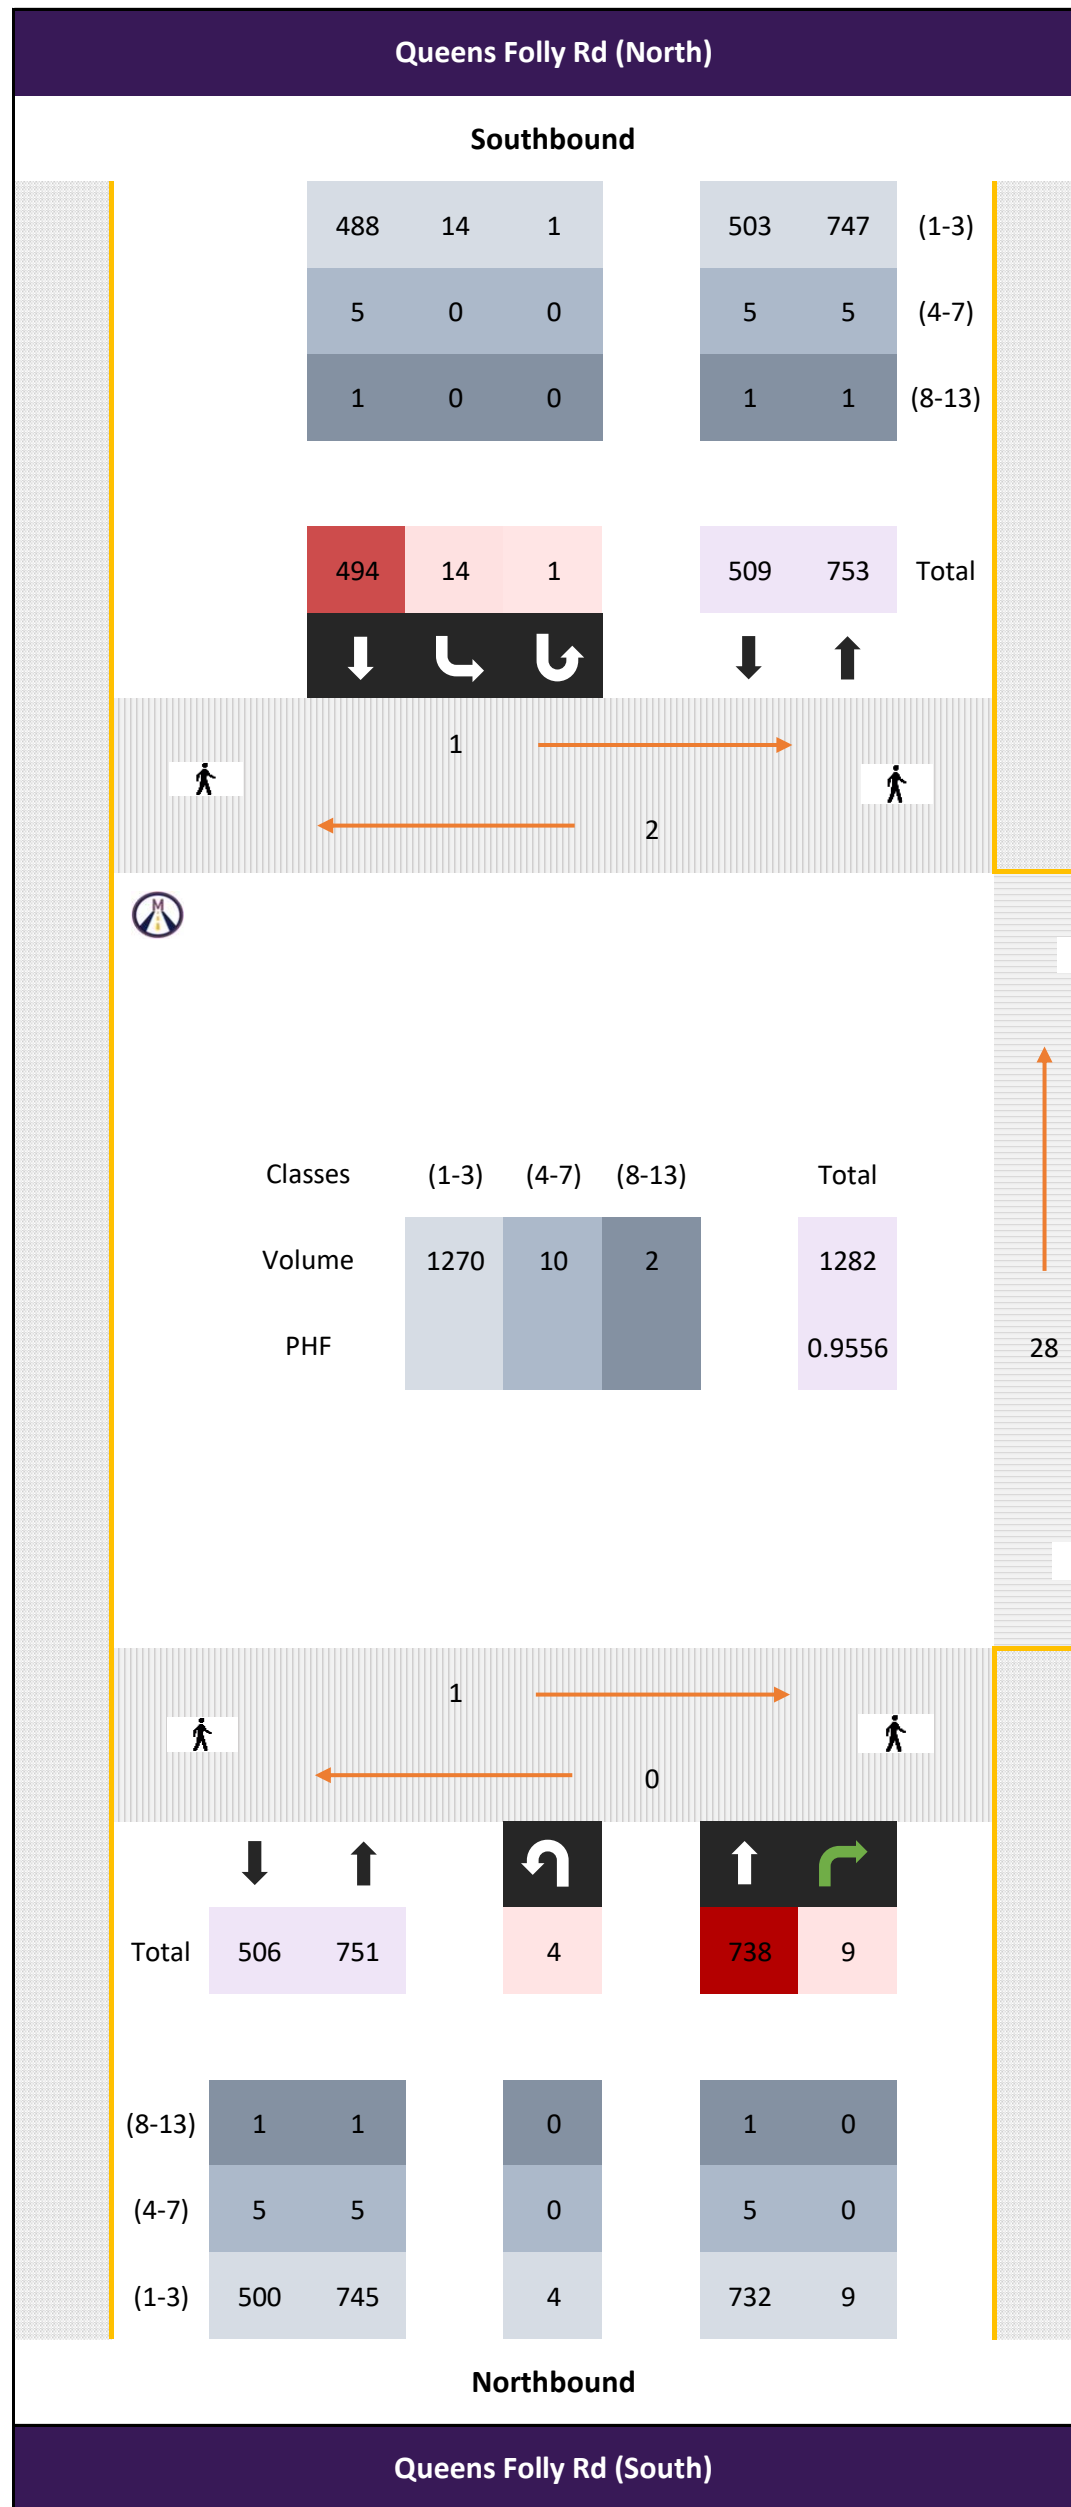 Queens Folly Rd (North)
Southbound
488 14 1 503 747 (1-3)
5 0 0 5 5 (4-7)
1 0 0 1 1 (8-13)
494 14 1 509 753 Total
1
2
M
Classes (1-3) (4-7) (8-13) Total
Volume 1270 10 2 1282
PHF 0.9556
28
1
0
Total 506 751 4 738 9
(8-13) 1 1 0 1 0
(4-7) 5 5 0 5 0
(1-3) 500 745 4 732 9
Northbound
Queens Folly Rd (South)